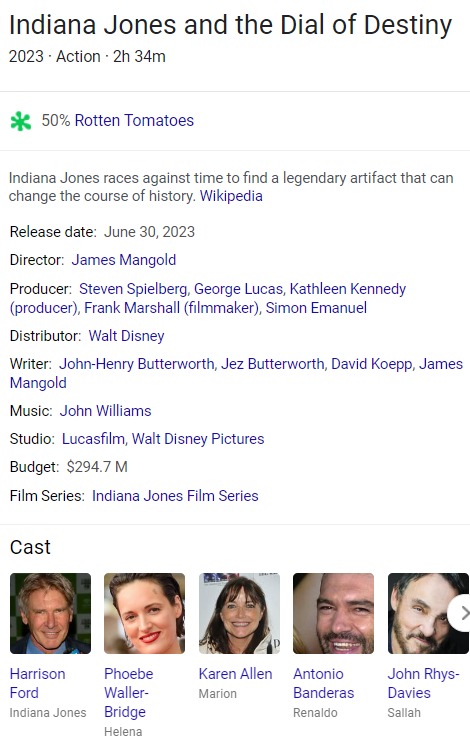 Indiana Jones and the Dial of Destiny
2023 · Action · 2h 34m
50% Rotten Tomatoes
Indiana Jones races against time to find a legendary artifact that can
change the course of history. Wikipedia
Release date: June 30, 2023
Director: James Mangold
Producer: Steven Spielberg, George Lucas, Kathleen Kennedy
(producer), Frank Marshall (filmmaker), Simon Emanuel
Distributor: Walt Disney
Writer: John-Henry Butterworth, Jez Butterworth, David Koepp, James
Mangold
Music: John Williams
Studio: Lucasfilm, Walt Disney Pictures
Budget: $294.7 M
Film Series: Indiana Jones Film Series
Cast
Harrison
Ford
Indiana Jones
Phoebe
Waller-
Bridge
Helena
Karen Allen
Marion
Antonio
Banderas
Renaldo
John Rhys-
Davies
Sallah